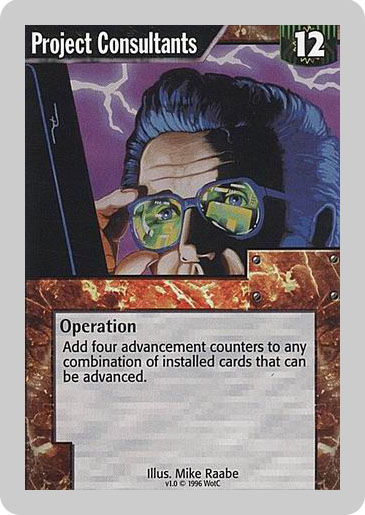 Project Consultants
12
Operation
Add four advancement counters to any
combination of installed cards that can
be advanced.
Illus. Mike Raabe
v1.0 © 1996 WotC